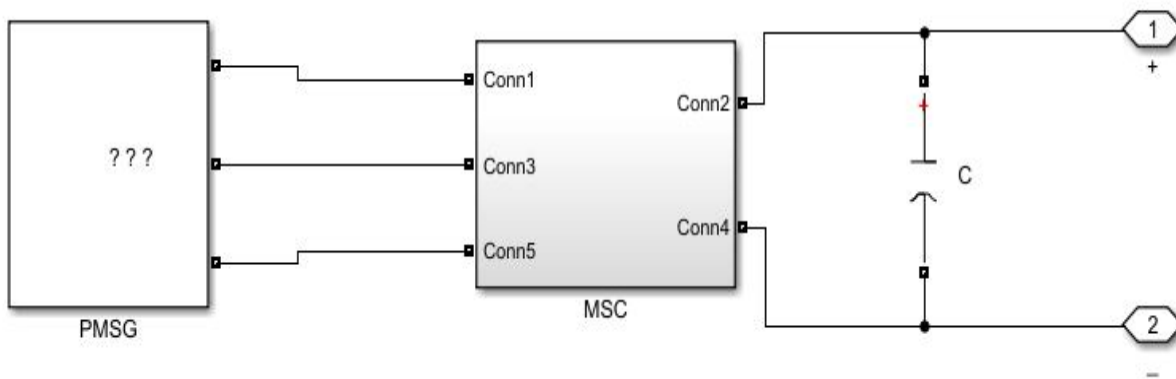 1
+
Conn1
Conn2
+
? ? ?
Conn3
C
Conn4
Conn5
MSC
PMSG
2
–